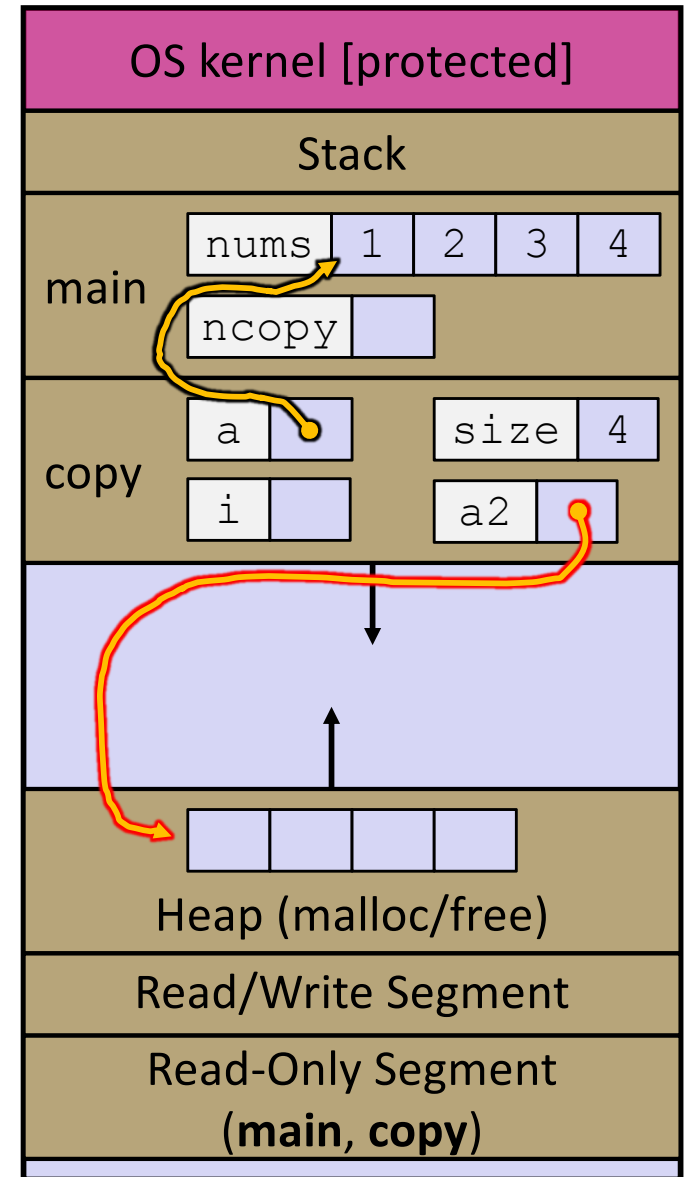 OS kernel [protected]
Stack
nums 1 2 3 4
main
ncopy
a size 4
copy
i a2
Heap (malloc/free)
Read/Write Segment
Read-Only Segment
(main, copy)